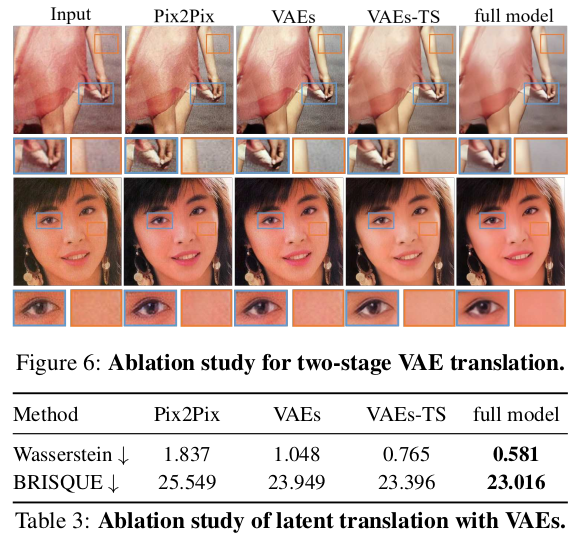 Input Pix2Pix VAEs VAEs-TS full model
Figure 6: Ablation study for two-stage VAE translation.
Method Pix2Pix VAEs VAEs-TS full model
Wasserstein ↓ 1.837 1.048 0.765 0.581
BRISQUE ↓ 25.549 23.949 23.396 23.016
Table 3: Ablation study of latent translation with VAEs.